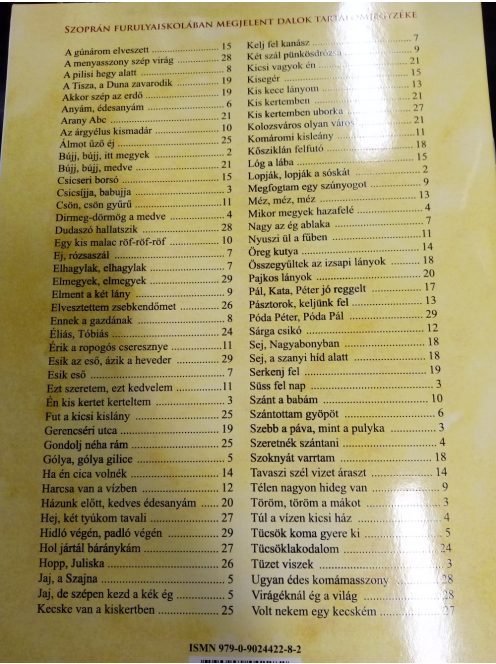 SZOPRÁN FURULYAISKOLÁBAN MEGJELENT DALOK TARTALOMJEGYZÉKE
A gúnárom elveszett 15
A menyasszony szép virág 28
A pilisi hegy alatt 8
A Tisza, a Duna zavarodik 19
Akkor szép az erdő 19
Anyám, édesanyám 6
Arany Abc 21
Az árgyélus kismadár 10
Álmot űző éj 25
Bújj, bújj, itt megyek 2
Bújj, bújj, medve 21
Csicseri borsó 15
Csicsíjja, babujja 3
Csön, csön gyűrű 11
Dirmeg-dörmög a medve 4
Dudaszó hallatszik 28
Egy kis malac röf-röf-röf 10
Ej, rózsaszál 7
Elhagylak, elhagylak 7
Elmegyek, elmegyek 29
Elment a két lány 9
Elvesztettem zsebkendőmet 26
Ennek a gazdának 8
Éliás, Tóbiás 24
Érik a ropogós cseresznye 11
Esik az eső, ázik a heveder 29
Esik eső 7
Ezt szeretem, ezt kedvelem 11
Én kis kertet kerteltem 3
Fut a kicsi kislány 25
Gerencséri utca 19
Gondolj néha rám 25
Gólya, gólya gilice 5
Ha én cica volnék 14
Harcsa van a vízben 12
Házunk előtt, kedves édesanyám 20
Hej, két tyúkom tavali 27
Hidló végén, padló végén 29
Hol jártál báránykám 27
Hopp, Juliska 26
Jaj, a Szajna 5
Jaj, de szépen kezd a kék ég 5
Kecske van a kiskertben 25
Kelj fel kanász 7
Két szál pünkösdrózsa 9
Kicsi vagyok én 21
Kisegér 15
Kis kece lányom 13
Kis kertemben 21
Kis kertemben uborka 27
Kolozsváros olyan város 21
Komáromi kisleány 11
Kősziklán felfutó 18
Lóg a lába 15
Lopják, lopják a sóskát 2
Megfogtam egy szúnyogot 9
Méz, méz, méz 13
Mikor megyek hazafelé 4
Nagy az ég ablaka 7
Nyuszi ül a fűben 11
Öreg kutya 14
Összegyűltek az izsapi lányok 18
Pajkos lányok 20
Pál, Kata, Péter jó reggelt 17
Pásztorok, keljünk fel 13
Póda Péter, Póda Pál 29
Sárga csikó 12
Sej, Nagyabonyban 18
Sej, a szanyi híd alatt 18
Serkenj fel 19
Süss fel nap 3
Szánt a babám 10
Szántottam gyöpöt 6
Szebb a páva, mint a pulyka 3
Szeretnék szántani 4
Szoknyát varrtam 18
Tavaszi szél vizet áraszt 14
Télen nagyon hideg van 9
Töröm, töröm a mákot 3
Túl a vízen kicsi ház 4
Tücsök koma gyere ki 5
Tücsöklakodalom 24
Tüzet viszek 3
Ugyan édes komámasszony 28
Virágéknál ég a világ 28
Volt nekem egy kecském 27
ISMN 979-0-9024422-8-2